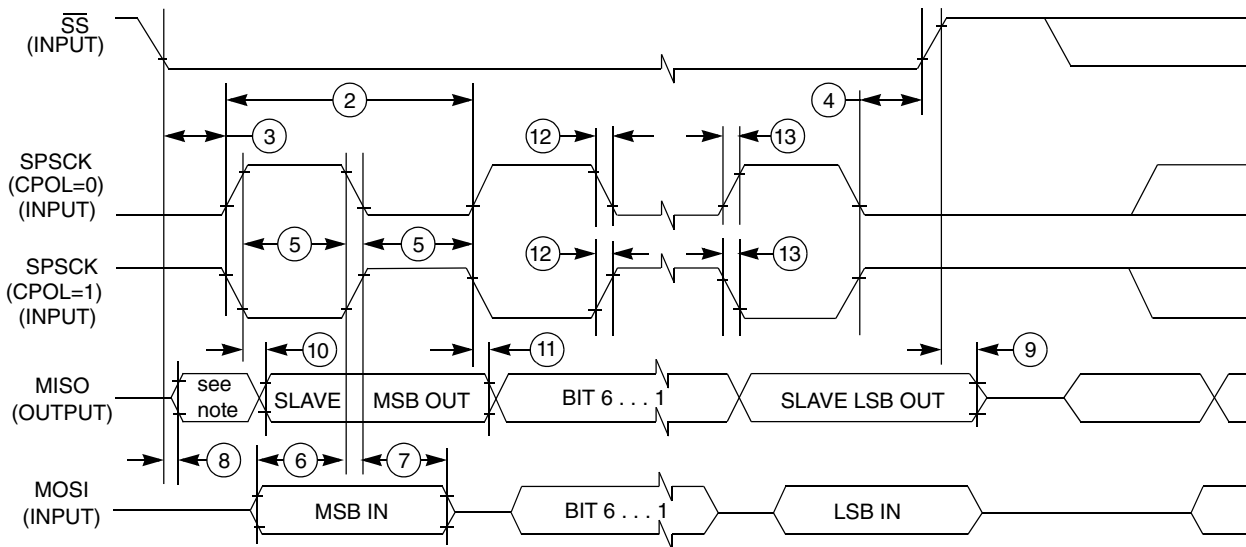 SS
(INPUT)
2
4
3
12
13
SPSCK
(CPOL=0)
(INPUT)
5
5
12
13
SPSCK
(CPOL=1)
(INPUT)
10
11
9
MISO
(OUTPUT)
see
note
SLAVE
MSB OUT
BIT 6 . . . 1
SLAVE LSB OUT
8
6
7
MOSI
(INPUT)
MSB IN
BIT 6 . . . 1
LSB IN